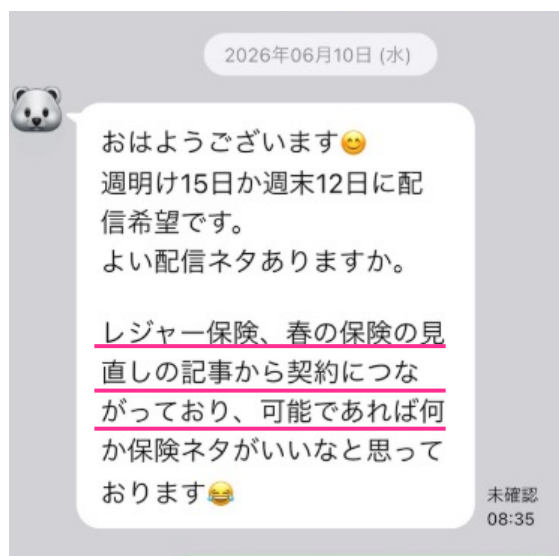 2026年06月10日 (水)
おはようございます😊
週明け15日か週末12日に配
信希望です。
よい配信ネタありますか。
レジャー保険、春の保険の見
直しの記事から契約につな
がっており、可能であれば何
か保険ネタがいいなと思って
おります😂
未確認
08:35